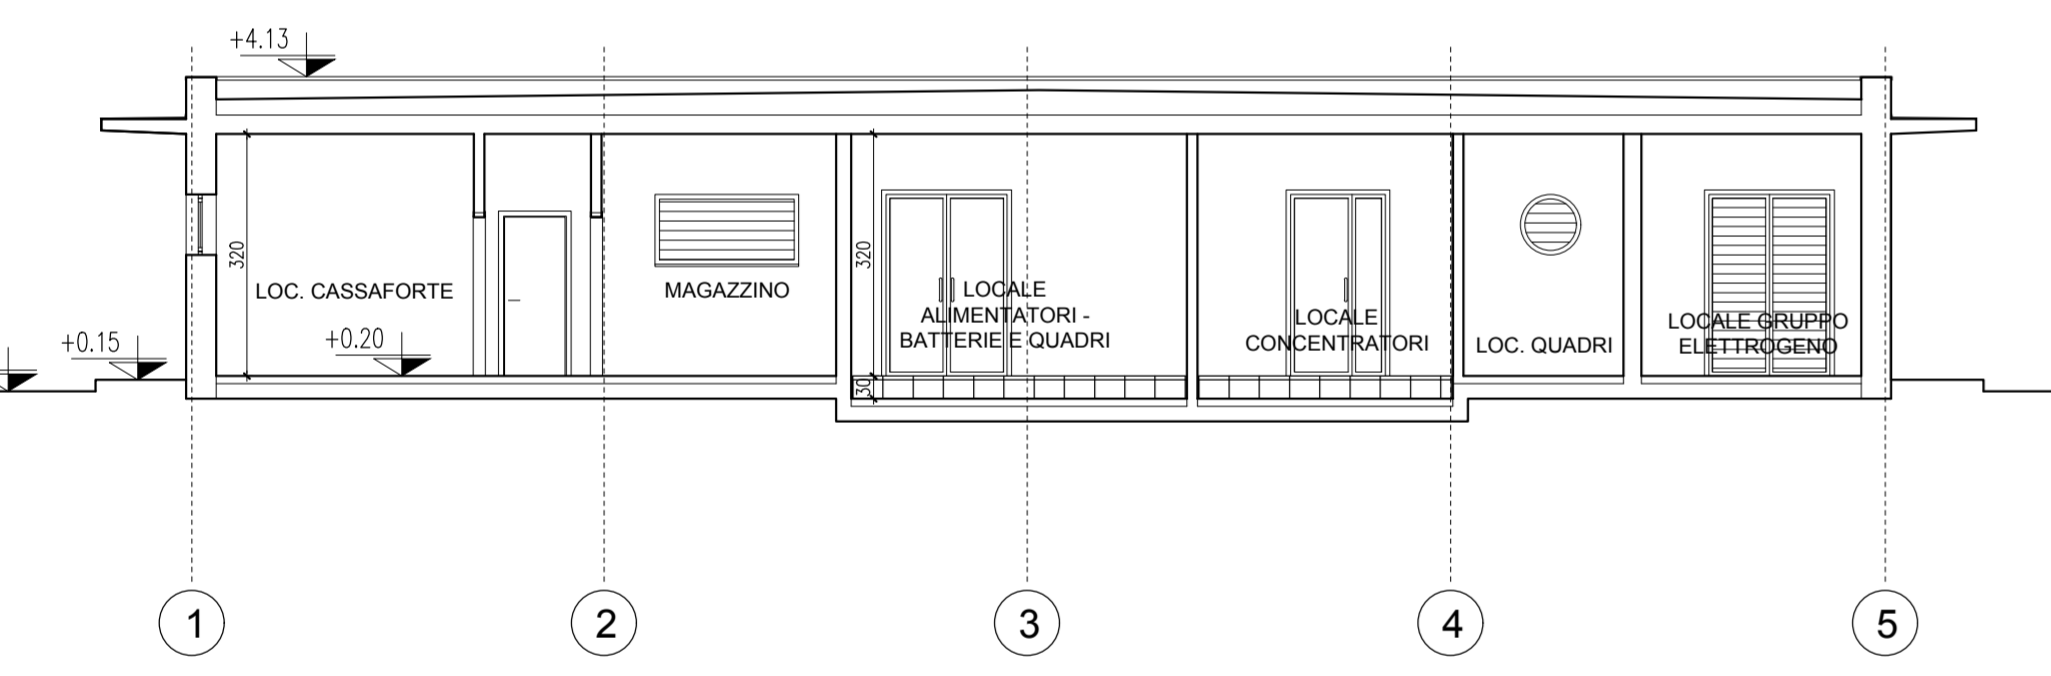 +4.13
320
320
LOC. CASSAFORTE
MAGAZZINO
LOCALE
ALIMENTATORI -
BATTERIE E QUADRI
LOCALE
CONCENTRATORI
LOC. QUADRI
LOCALE GRUPPO
ELETTROGENO
+0.15
+0.20
30
1
2
3
4
5